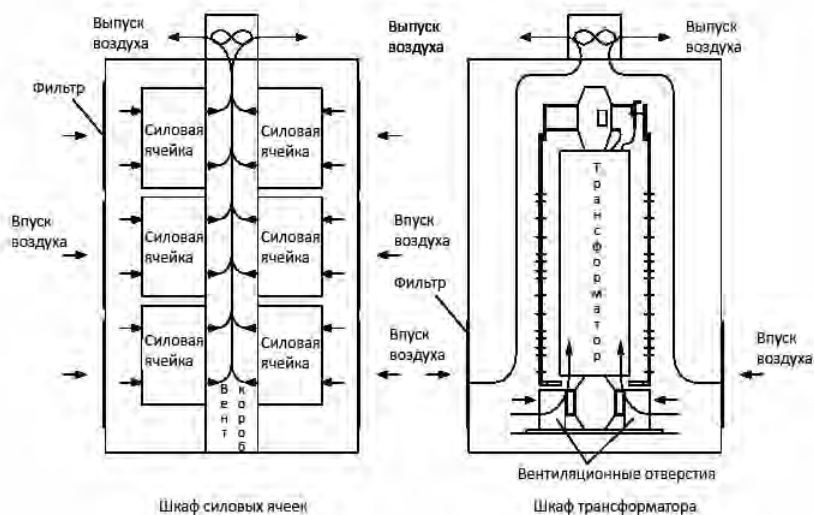 Выпуск
воздуха
Фильтр
Силовая
ячейка
Силовая
ячейка
Впуск
воздуха
Силовая
ячейка
Силовая
ячейка
Силовая
ячейка
Силовая
ячейка
Вент
короб
Шкаф силовых ячеек
Выпуск
воздуха
Выпуск
воздуха
Впуск
воздуха
Фильтр
Впуск
воздуха
Трансформатор
Впуск
воздуха
Вентиляционные отверстия
Шкаф трансформатора